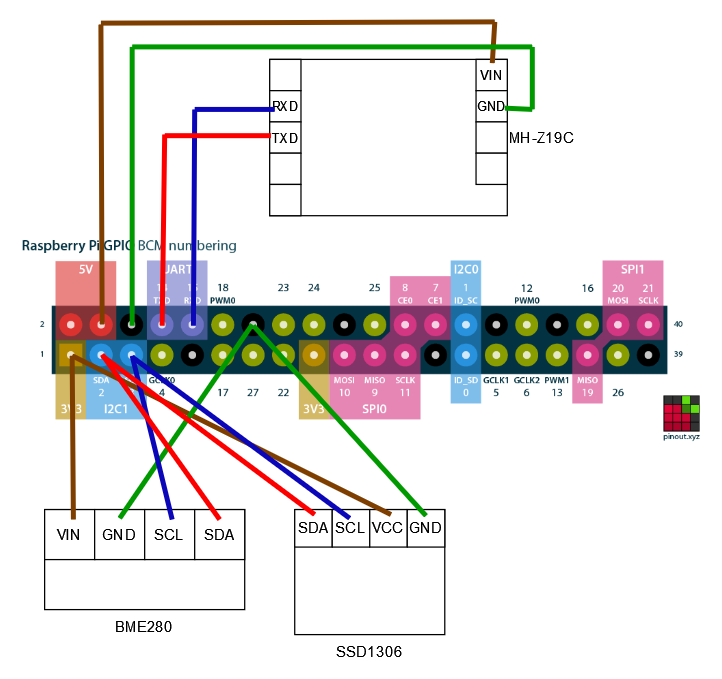 VIN
RXD
GND
TXD
MH-Z19C
Raspberry Pi GPIO BCM numbering
5V UART I2C0 SPI1
14 15 18 23 24 25 8 7 1 12 16 20 21
TXD RXD PWM0 CE0 CE1 ID_SC PWM0 MOSI SCLK
2 40
1 39
SDA GCLK0 MOSI MISO SCLK ID_SD GCLK1 GCLK2 PWM1 MISO
2 4 17 27 22 10 9 11 0 5 6 13 19 26
3V3 I2C1 3V3 SPI0
pinout.xyz
VIN GND SCL SDA
SDA SCL VCC GND
BME280
SSD1306